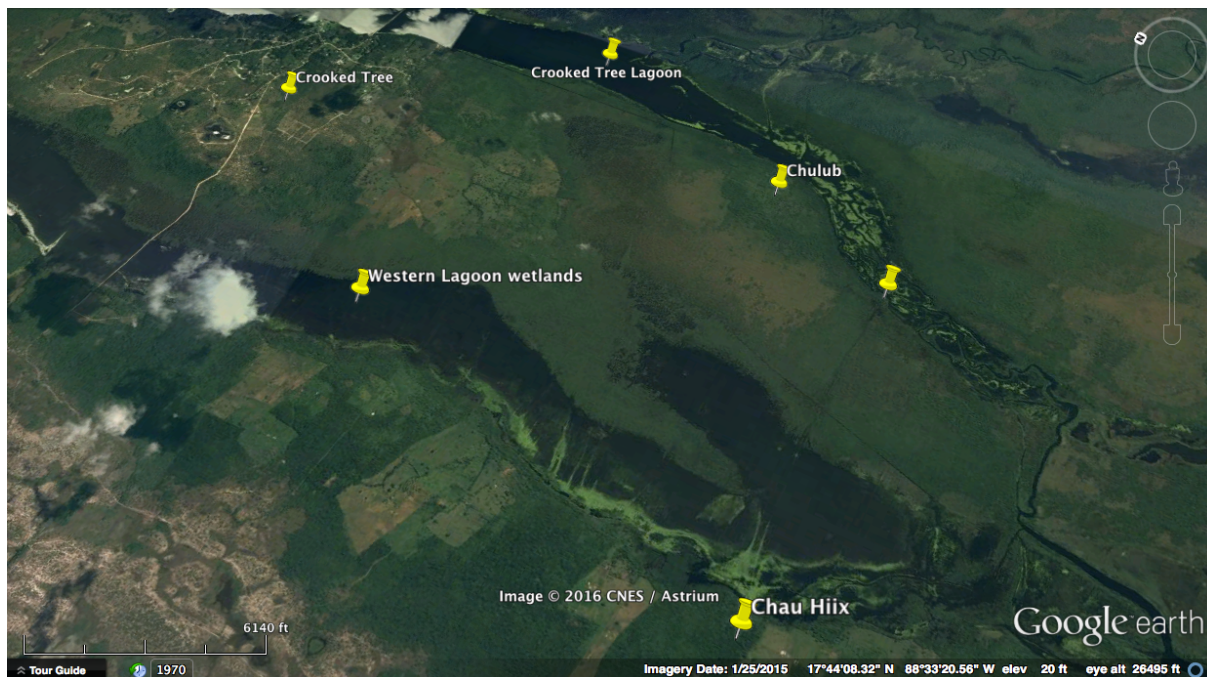 Crooked Tree
Crooked Tree Lagoon
Chulub
Western Lagoon wetlands
Chau Hiix
Image © 2016 CNES / Astrium
Google earth
6140 ft
Tour Guide
1970
Imagery Date: 1/25/2015 17°44'08.32" N 88°33'20.56" W elev 20 ft eye alt 26495 ft
N